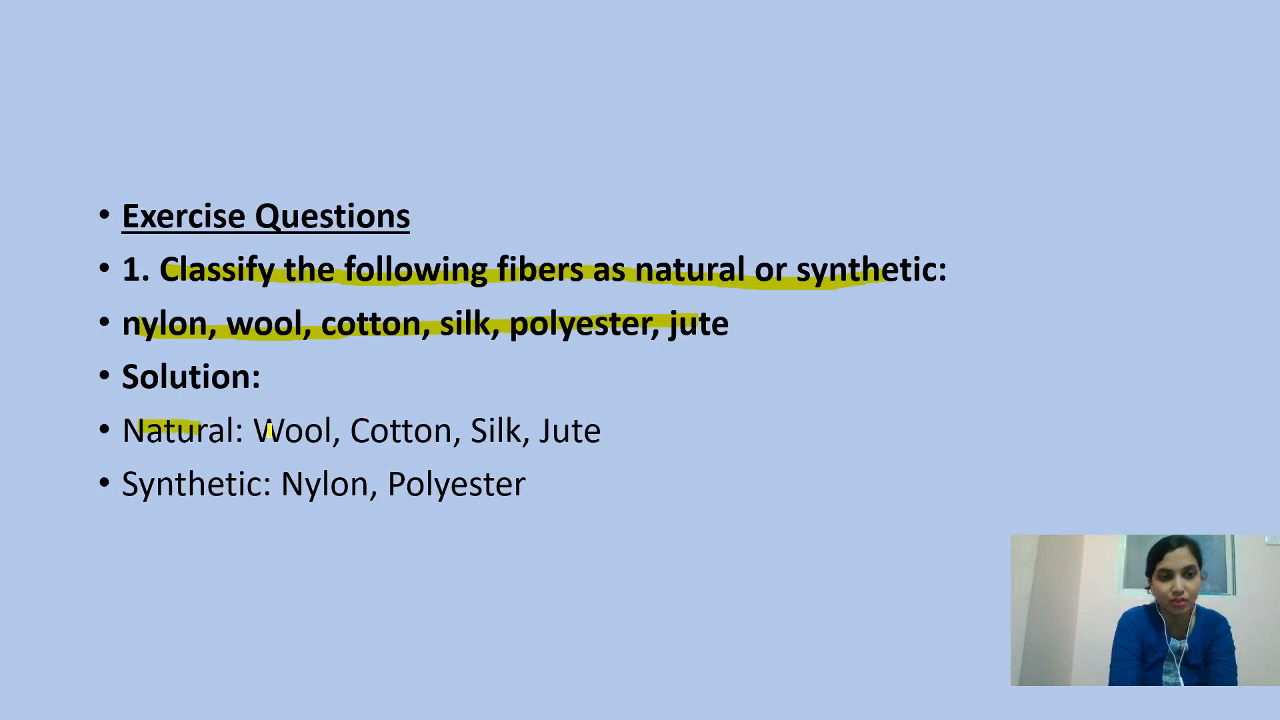 • Exercise Questions
• 1. Classify the following fibers as natural or synthetic:
• nylon, wool, cotton, silk, polyester, jute
• Solution:
• Natural: Wool, Cotton, Silk, Jute
• Synthetic: Nylon, Polyester